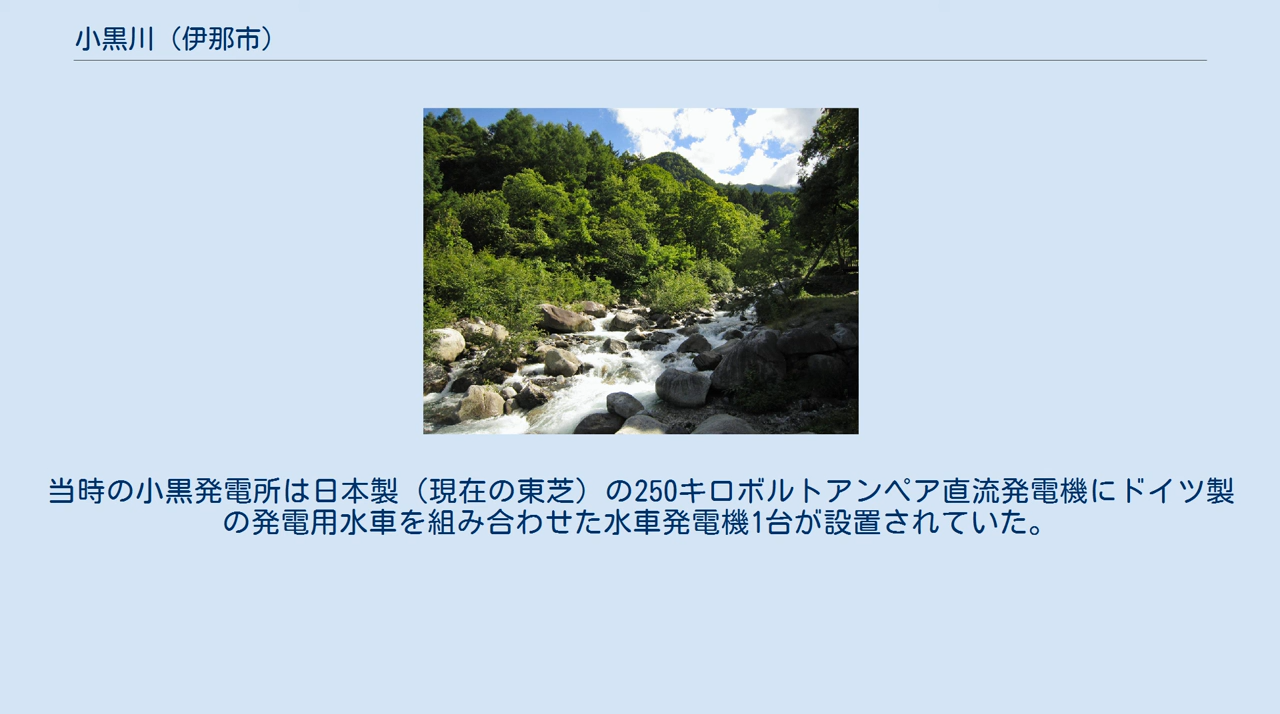 小黒川（伊那市）
当時の小黒発電所は日本製（現在の東芝）の250キロボルトアンペア直流発電機にドイツ製
の発電用水車を組み合わせた水車発電機1台が設置されていた。